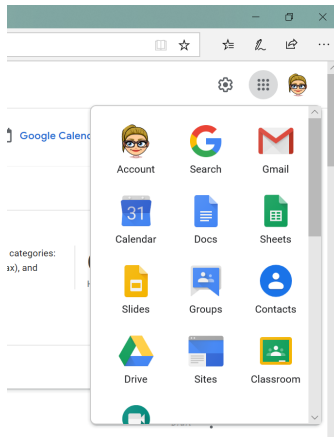 Google Calend
Account Search Gmail
31
Calendar Docs Sheets
categories:
ax), and
Slides Groups Contacts
Drive Sites Classroom